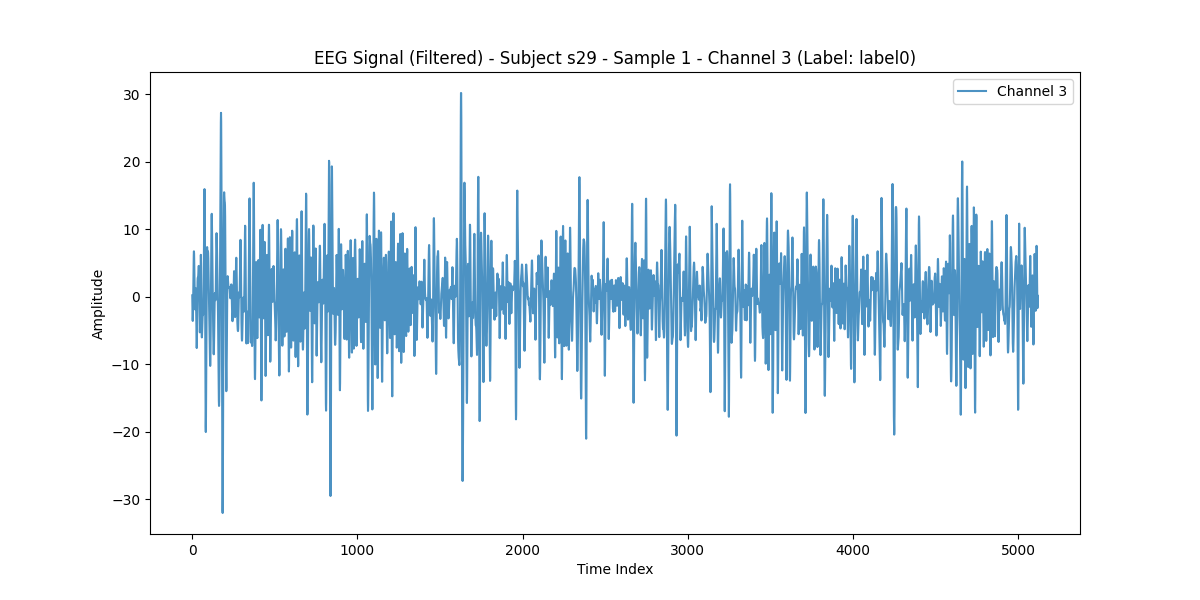 EEG Signal (Filtered) - Subject s29 - Sample 1 - Channel 3 (Label: label0)
Channel 3
30
20
10
0
−10
−20
−30
Amplitude
0 1000 2000 3000 4000 5000
Time Index